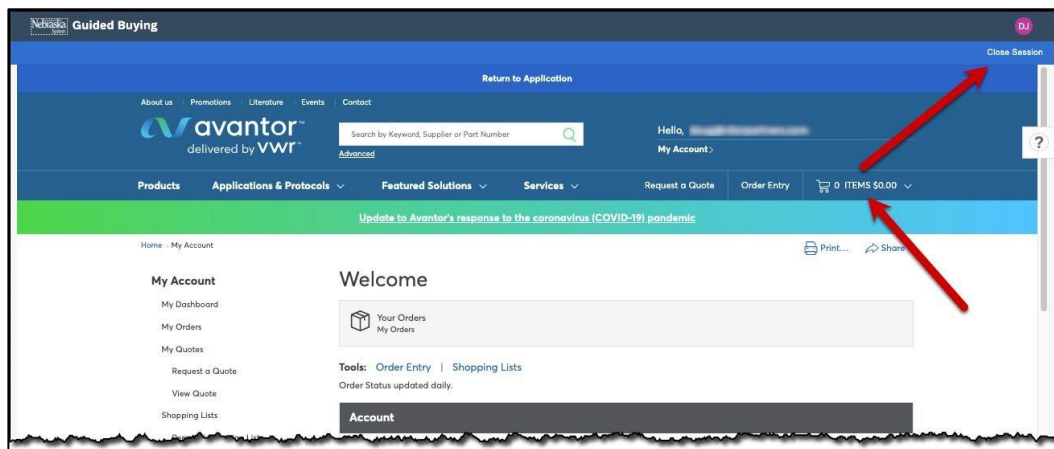 Nebraska System Guided Buying
DJ
Close Session
Return to Application
About us Promotions Literature Events Contact
avantor™
delivered by VWR™
Search by Keyword, Supplier or Part Number
Advanced
Hello,
My Account>
?
Products Applications & Protocols Featured Solutions Services Request a Quote Order Entry 0 ITEMS $0.00
Update to Avantor's response to the coronavirus (COVID-19) pandemic
Home > My Account
Print... Share
My Account
Welcome
My Dashboard
Your Orders
My Orders
My Orders
My Quotes
Request a Quote
Tools: Order Entry | Shopping Lists
View Quote
Order Status updated daily.
Shopping Lists
Account